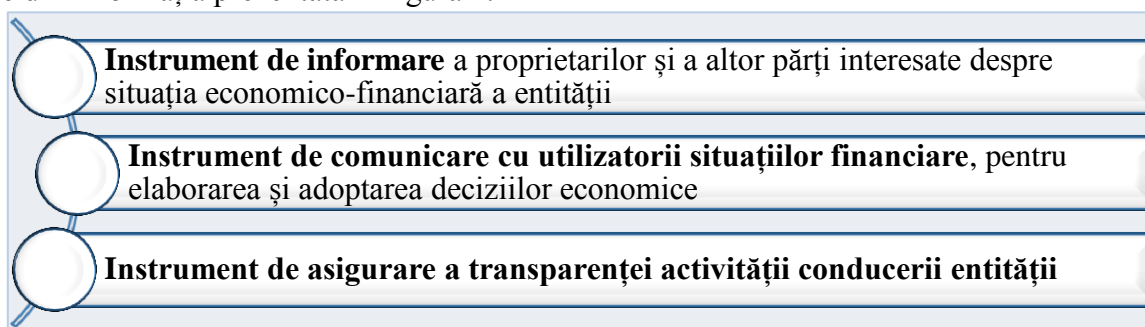 Instrument de informare a proprietarilor și a altor părți interesate despre
situația economico-financiară a entității
Instrument de comunicare cu utilizatorii situațiilor financiare, pentru
elaborarea și adoptarea deciziilor economice
Instrument de asigurare a transparenței activității conducerii entității